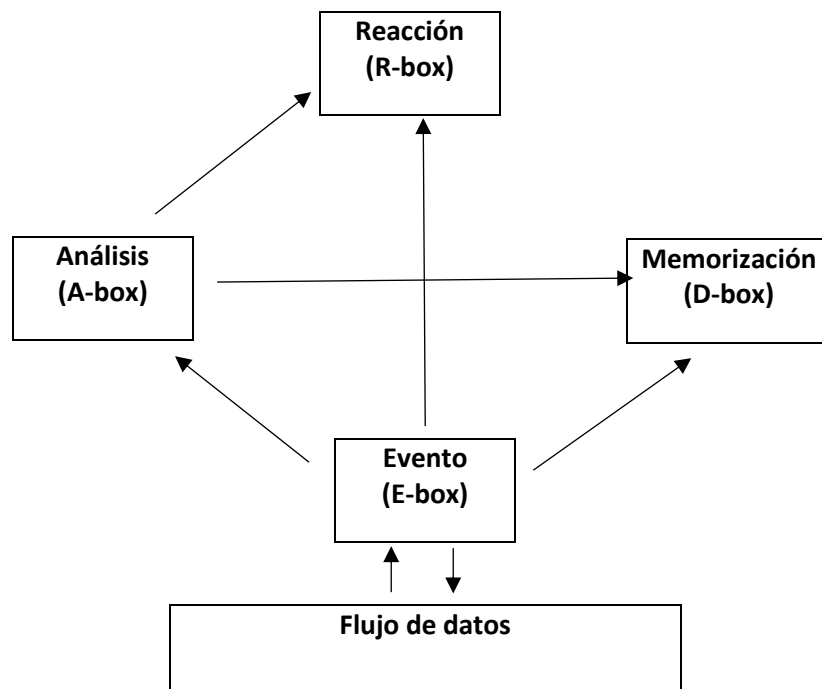 Reacción
(R-box)
Análisis
(A-box)
Memorización
(D-box)
Evento
(E-box)
Flujo de datos